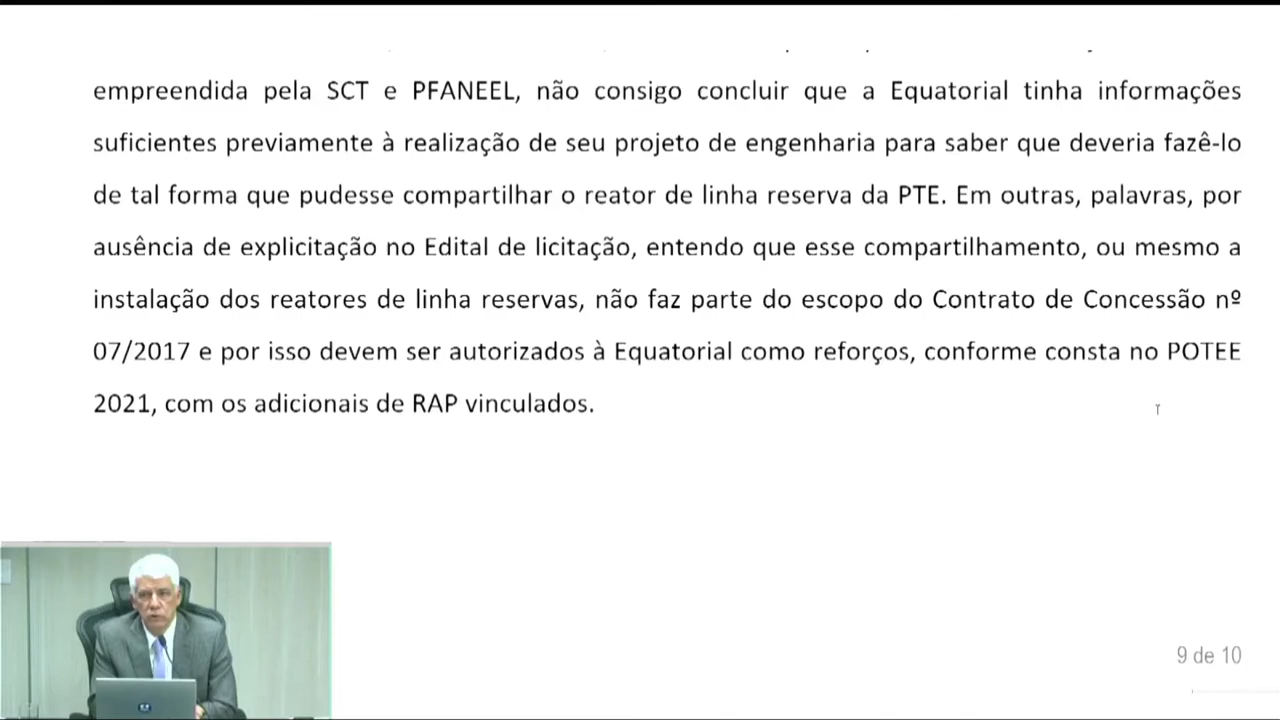 empreendida pela SCT e PFANEEL, não consigo concluir que a Equatorial tinha informações
suficientes previamente à realização de seu projeto de engenharia para saber que deveria fazê-lo
de tal forma que pudesse compartilhar o reator de linha reserva da PTE. Em outras, palavras, por
ausência de explicitação no Edital de licitação, entendo que esse compartilhamento, ou mesmo a
instalação dos reatores de linha reservas, não faz parte do escopo do Contrato de Concessão nº
07/2017 e por isso devem ser autorizados à Equatorial como reforços, conforme consta no POTEE
2021, com os adicionais de RAP vinculados.
9 de 10